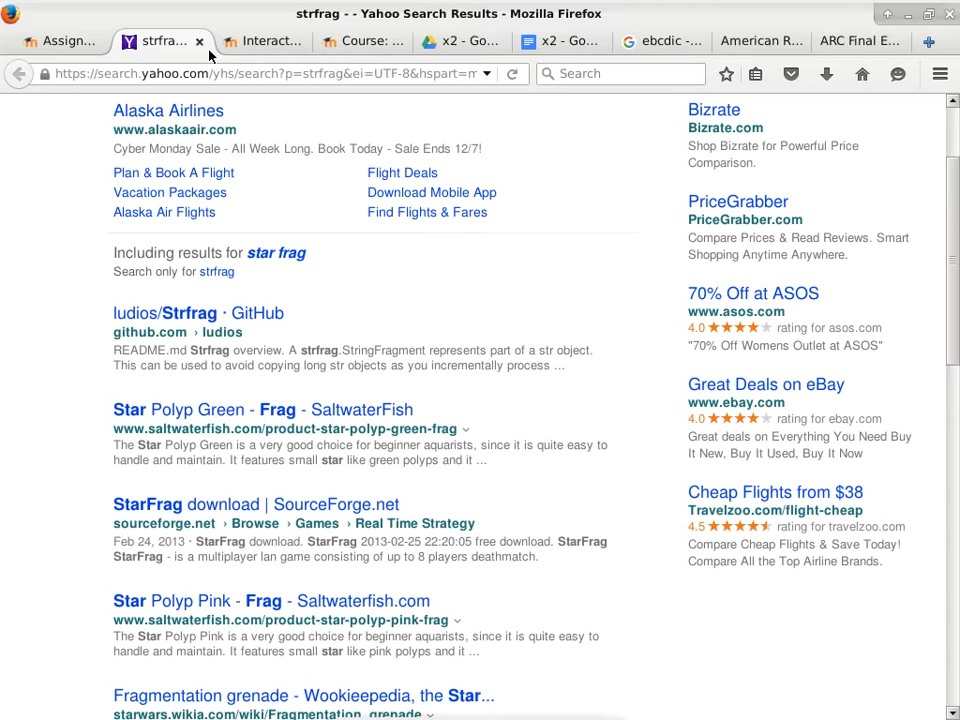 strfrag - - Yahoo Search Results - Mozilla Firefox
Assign...
strfra...
Interact...
Course: ...
x2 - Go...
x2 - Go...
ebcdic -...
American R...
ARC Final E...
https://search.yahoo.com/yhs/search?p=strfrag&ei=UTF-8&hspart=m
Search
Alaska Airlines
www.alaskaair.com
Cyber Monday Sale - All Week Long. Book Today - Sale Ends 12/7!
Plan & Book A Flight
Flight Deals
Vacation Packages
Download Mobile App
Alaska Air Flights
Find Flights & Fares
Including results for star frag
Search only for strfrag
ludios/Strfrag · GitHub
github.com › ludios
README.md Strfrag overview. A strfrag.StringFragment represents part of a str object.
This can be used to avoid copying long str objects as you incrementally process ...
Star Polyp Green - Frag - SaltwaterFish
www.saltwaterfish.com/product-star-polyp-green-frag
The Star Polyp Green is a very good choice for beginner aquarists, since it is quite easy to
handle and maintain. It features small star like green polyps and it ...
StarFrag download | SourceForge.net
sourceforge.net › Browse › Games › Real Time Strategy
Feb 24, 2013 · StarFrag download. StarFrag 2013-02-25 22:20:05 free download. StarFrag
StarFrag - is a multiplayer lan game consisting of up to 8 players deathmatch.
Star Polyp Pink - Frag - Saltwaterfish.com
www.saltwaterfish.com/product-star-polyp-pink-frag
The Star Polyp Pink is a very good choice for beginner aquarists, since it is quite easy to
handle and maintain. It features small star like pink polyps and it ...
Fragmentation grenade - Wookieepedia, the Star...
starwars.wikia.com/wiki/Fragmentation_grenade
Bizrate
Bizrate.com
Shop Bizrate for Powerful Price
Comparison.
PriceGrabber
PriceGrabber.com
Compare Prices & Read Reviews. Smart
Shopping Anytime Anywhere.
70% Off at ASOS
www.asos.com
4.0 ★★★★★ rating for asos.com
"70% Off Womens Outlet at ASOS"
Great Deals on eBay
www.ebay.com
4.0 ★★★★★ rating for ebay.com
Great deals on Everything You Need Buy
It New, Buy It Used, Buy It Now
Cheap Flights from $38
Travelzoo.com/flight-cheap
4.5 ★★★★★ rating for travelzoo.com
Compare Cheap Flights & Save Today!
Compare All the Top Airline Brands.